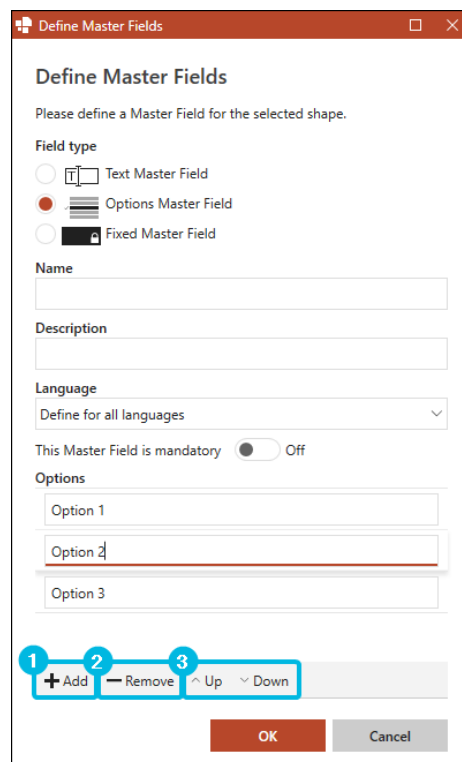 Define Master Fields
Define Master Fields
Please define a Master Field for the selected shape.
Field type
T Text Master Field
Options Master Field
Fixed Master Field
Name
Description
Language
Define for all languages
This Master Field is mandatory Off
Options
Option 1
Option 2
Option 3
1 2 3
Add Remove Up Down
OK Cancel